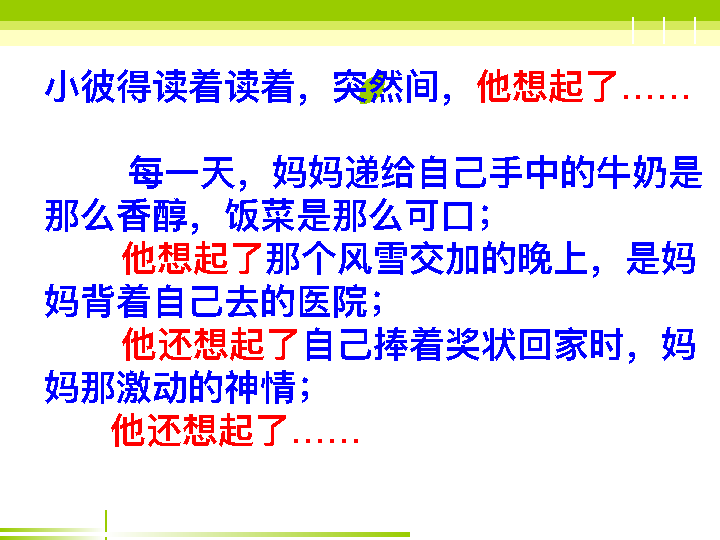 小彼得读着读着，突然间，他想起了……
每一天，妈妈递给自己手中的牛奶是
那么香醇，饭菜是那么可口；
他想起了那个风雪交加的晚上，是妈
妈背着自己去的医院；
他还想起了自己捧着奖状回家时，妈
妈那激动的神情；
他还想起了……